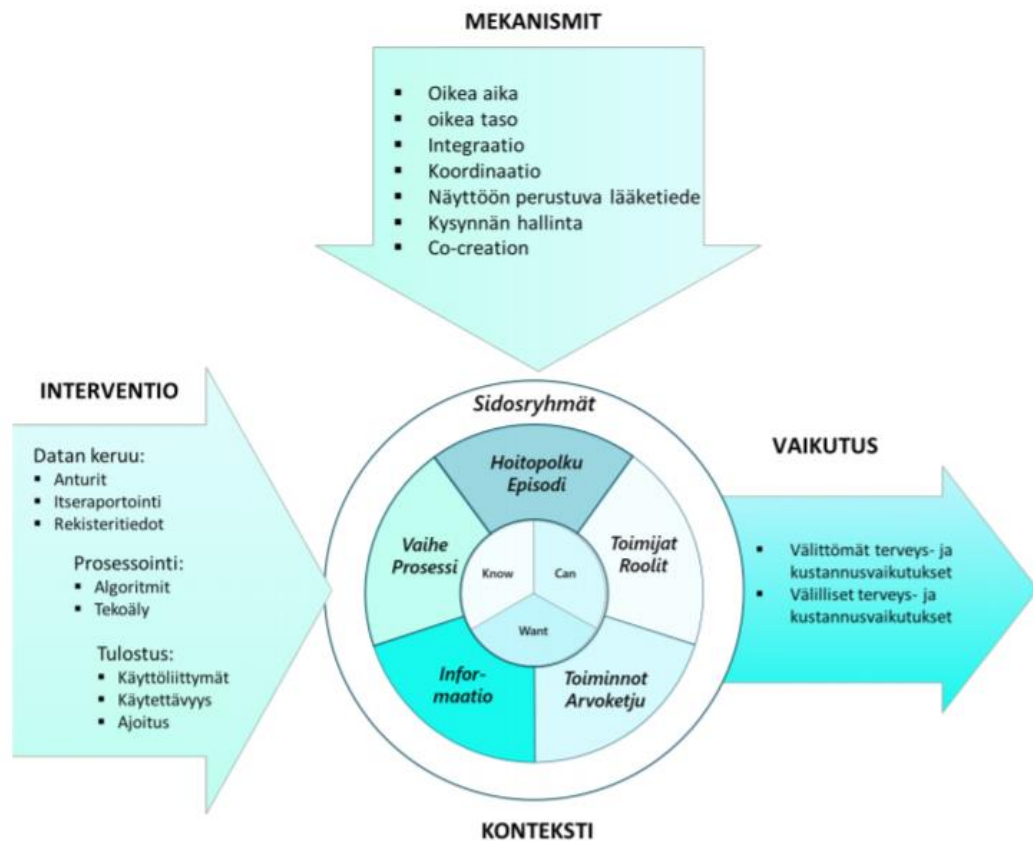 MEKANISMIT
▪ Oikea aika
▪ oikea taso
▪ Integraatio
▪ Koordinaatio
▪ Näyttöön perustuva lääketiede
▪ Kysynnän hallinta
▪ Co-creation
INTERVENTIO
Datan keruu:
▪ Anturit
▪ Itseraportointi
▪ Rekisteritiedot
Prosessointi:
▪ Algoritmit
▪ Tekoäly
Tulostus:
▪ Käyttöliittymät
▪ Käytettävyys
▪ Ajoitus
Sidosryhmät
Hoitopolku
Episodi
Vaihe
Prosessi
Toimijat
Roolit
Know
Can
Want
Infor-
maatio
Toiminnot
Arvoketju
VAIKUTUS
▪ Välittömät terveys- ja
kustannusvaikutukset
▪ Välilliset terveys- ja
kustannusvaikutukset
KONTEKSTI